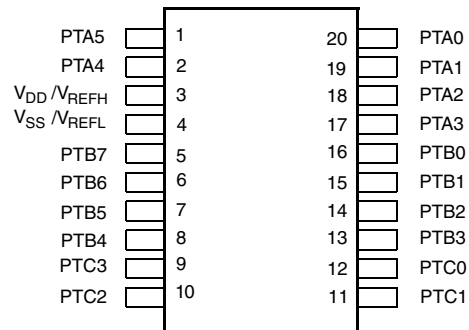 PTA5 1 20 PTA0
PTA4 2 19 PTA1
VDD /VREFH 3 18 PTA2
VSS /VREFL 4 17 PTA3
PTB7 5 16 PTB0
PTB6 6 15 PTB1
PTB5 7 14 PTB2
PTB4 8 13 PTB3
PTC3 9 12 PTC0
PTC2 10 11 PTC1